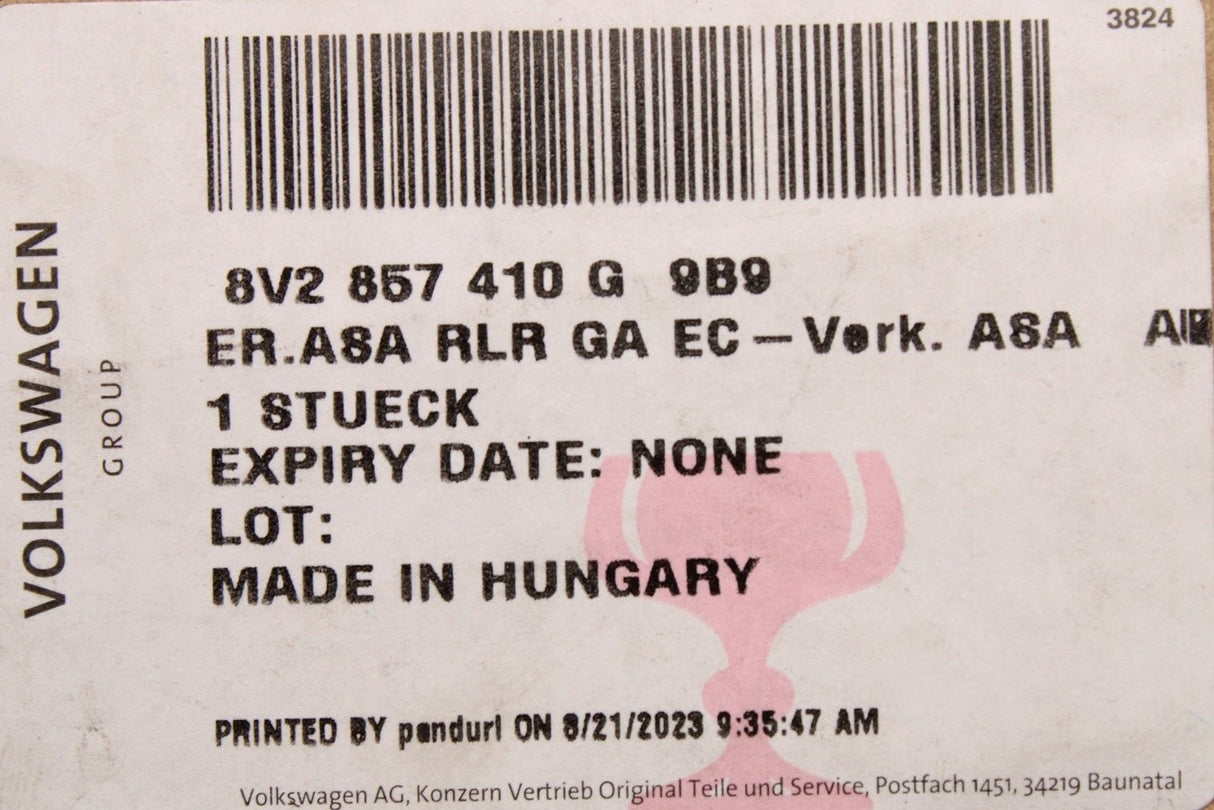 3824
8V2 857 410 G 9B9
ER.ASA RLR GA EC-Verk. ASA
1 STUECK
EXPIRY DATE: NONE
LOT:
MADE IN HUNGARY
PRINTED BY pandurl ON 8/21/2023 9:35:47 AM
Volkswagen AG, Konzern Vertrieb Original Teile und Service, Postfach 1451, 34219 Baunatal
VOLKSWAGEN
GROUP